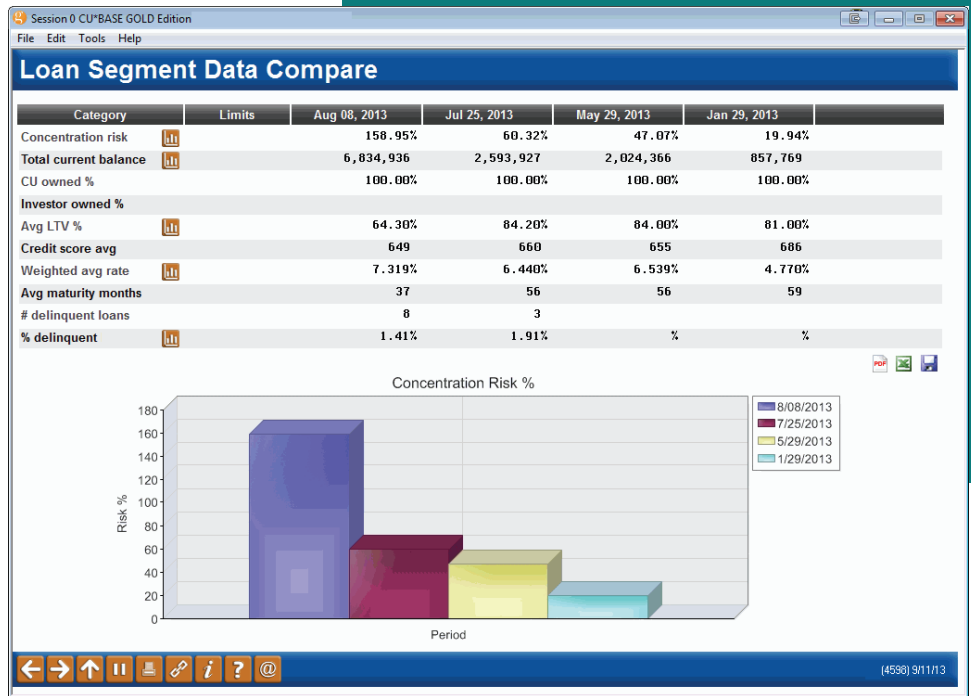 Session 0 CU*BASE GOLD Edition
File Edit Tools Help
Loan Segment Data Compare
Category Limits Aug 08, 2013 Jul 25, 2013 May 29, 2013 Jan 29, 2013
Concentration risk 158.95% 60.32% 47.07% 19.94%
Total current balance 6,834,936 2,593,927 2,024,366 857,769
CU owned % 100.00% 100.00% 100.00% 100.00%
Investor owned %
Avg LTV % 64.30% 84.20% 84.00% 81.00%
Credit score avg 649 660 655 686
Weighted avg rate 7.319% 6.440% 6.539% 4.770%
Avg maturity months 37 56 56 59
# delinquent loans 8 3
% delinquent 1.41% 1.91% % %
PDF
Concentration Risk %
180
160
140
120
100
80
60
40
20
0
Risk %
Period
8/08/2013
7/25/2013
5/29/2013
1/29/2013
i ? @
(4598) 9/11/13